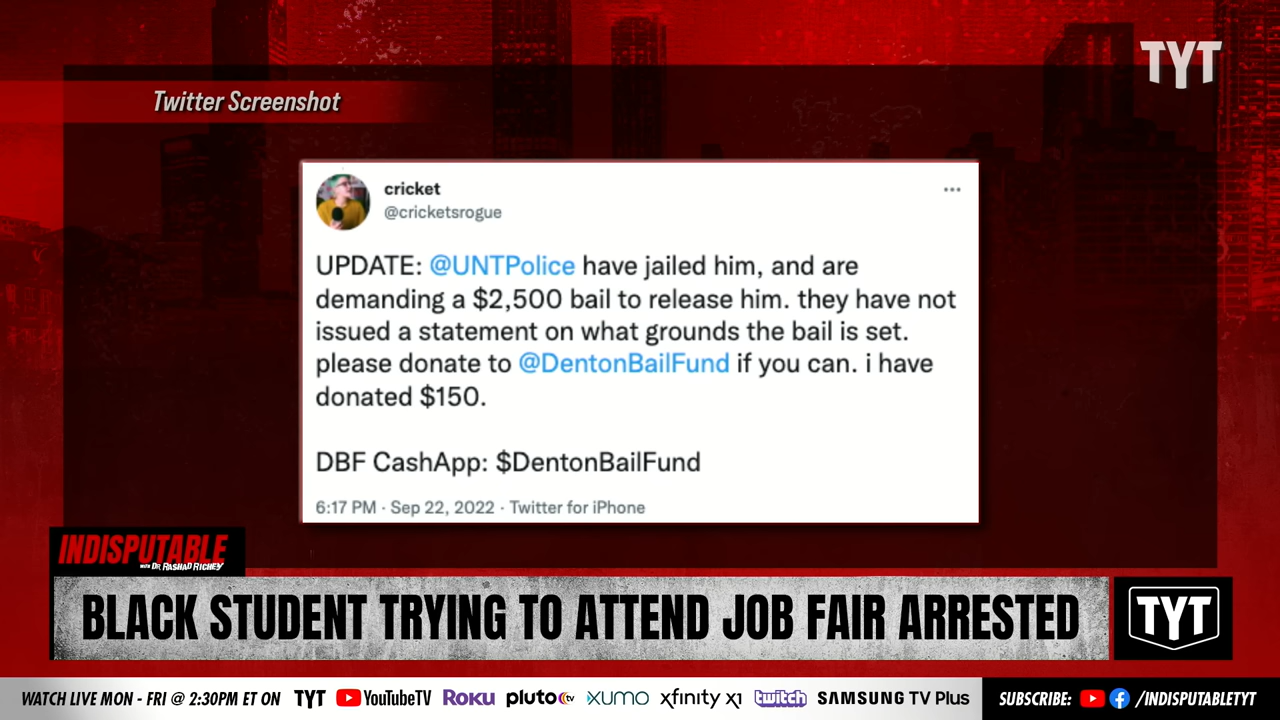 TYT
Twitter Screenshot
cricket
@cricketsrogue
UPDATE: @UNTPolice have jailed him, and are
demanding a $2,500 bail to release him. they have not
issued a statement on what grounds the bail is set.
please donate to @DentonBailFund if you can. i have
donated $150.
DBF CashApp: $DentonBailFund
6:17 PM · Sep 22, 2022 · Twitter for iPhone
INDISPUTABLE
WITH DR. RASHAD RICHEY
BLACK STUDENT TRYING TO ATTEND JOB FAIR ARRESTED
TYT
WATCH LIVE MON - FRI @ 2:30PM ET ON TYT YouTubeTV ROKU pluto tv XUMO xfinity x1 twitch SAMSUNG TV Plus SUBSCRIBE: /INDISPUTABLETYT